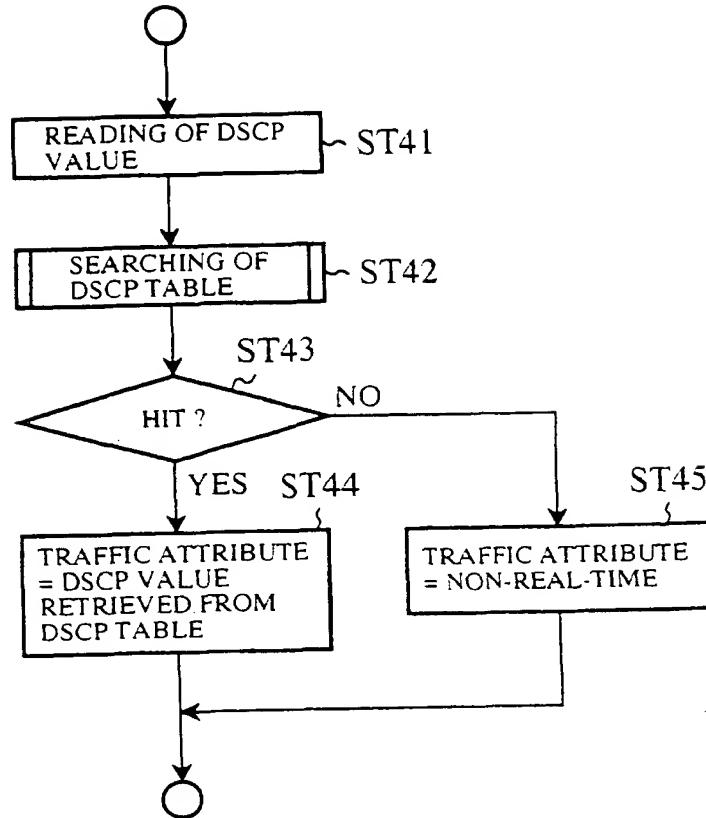 READING OF DSCP
VALUE
ST41
SEARCHING OF
DSCP TABLE
ST42
ST43
HIT ?
NO
YES
ST44
TRAFFIC ATTRIBUTE
= DSCP VALUE
RETRIEVED FROM
DSCP TABLE
ST45
TRAFFIC ATTRIBUTE
= NON-REAL-TIME